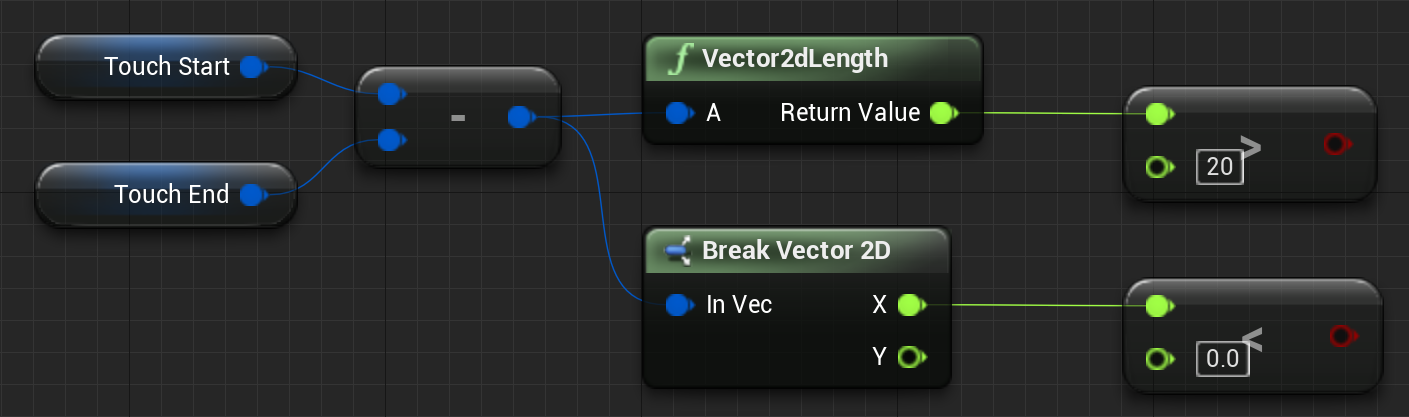 Touch Start
Touch End
-
Vector2dLength
A Return Value
>
20
Break Vector 2D
In Vec X
Y
<
0.0